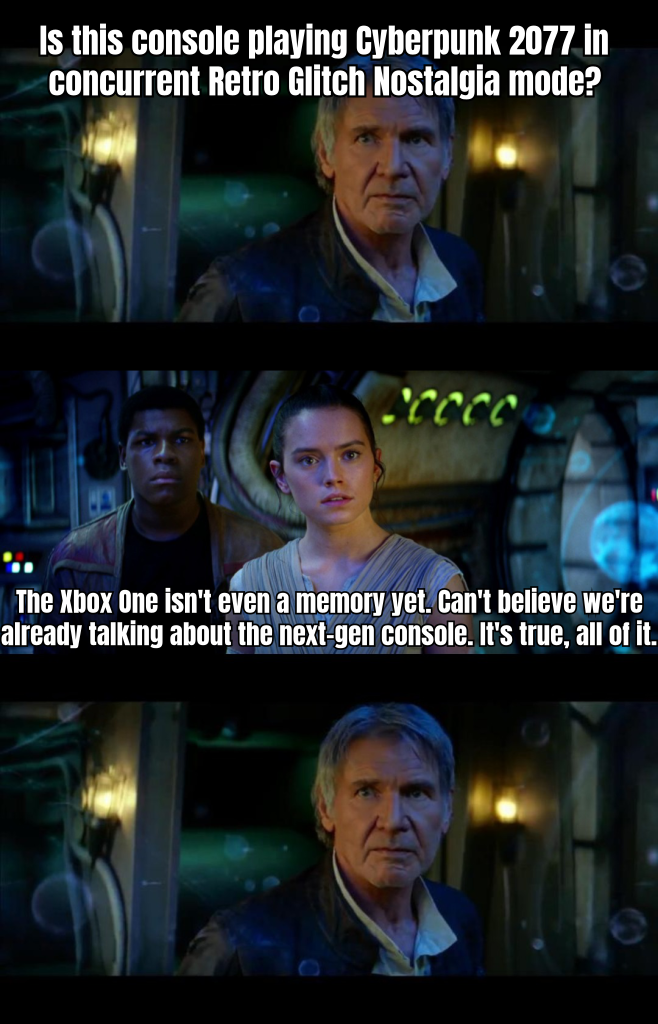 Is this console playing Cyberpunk 2077 in
concurrent Retro Glitch Nostalgia mode?
The Xbox One isn't even a memory yet. Can't believe we're
already talking about the next-gen console. It's true, all of it.